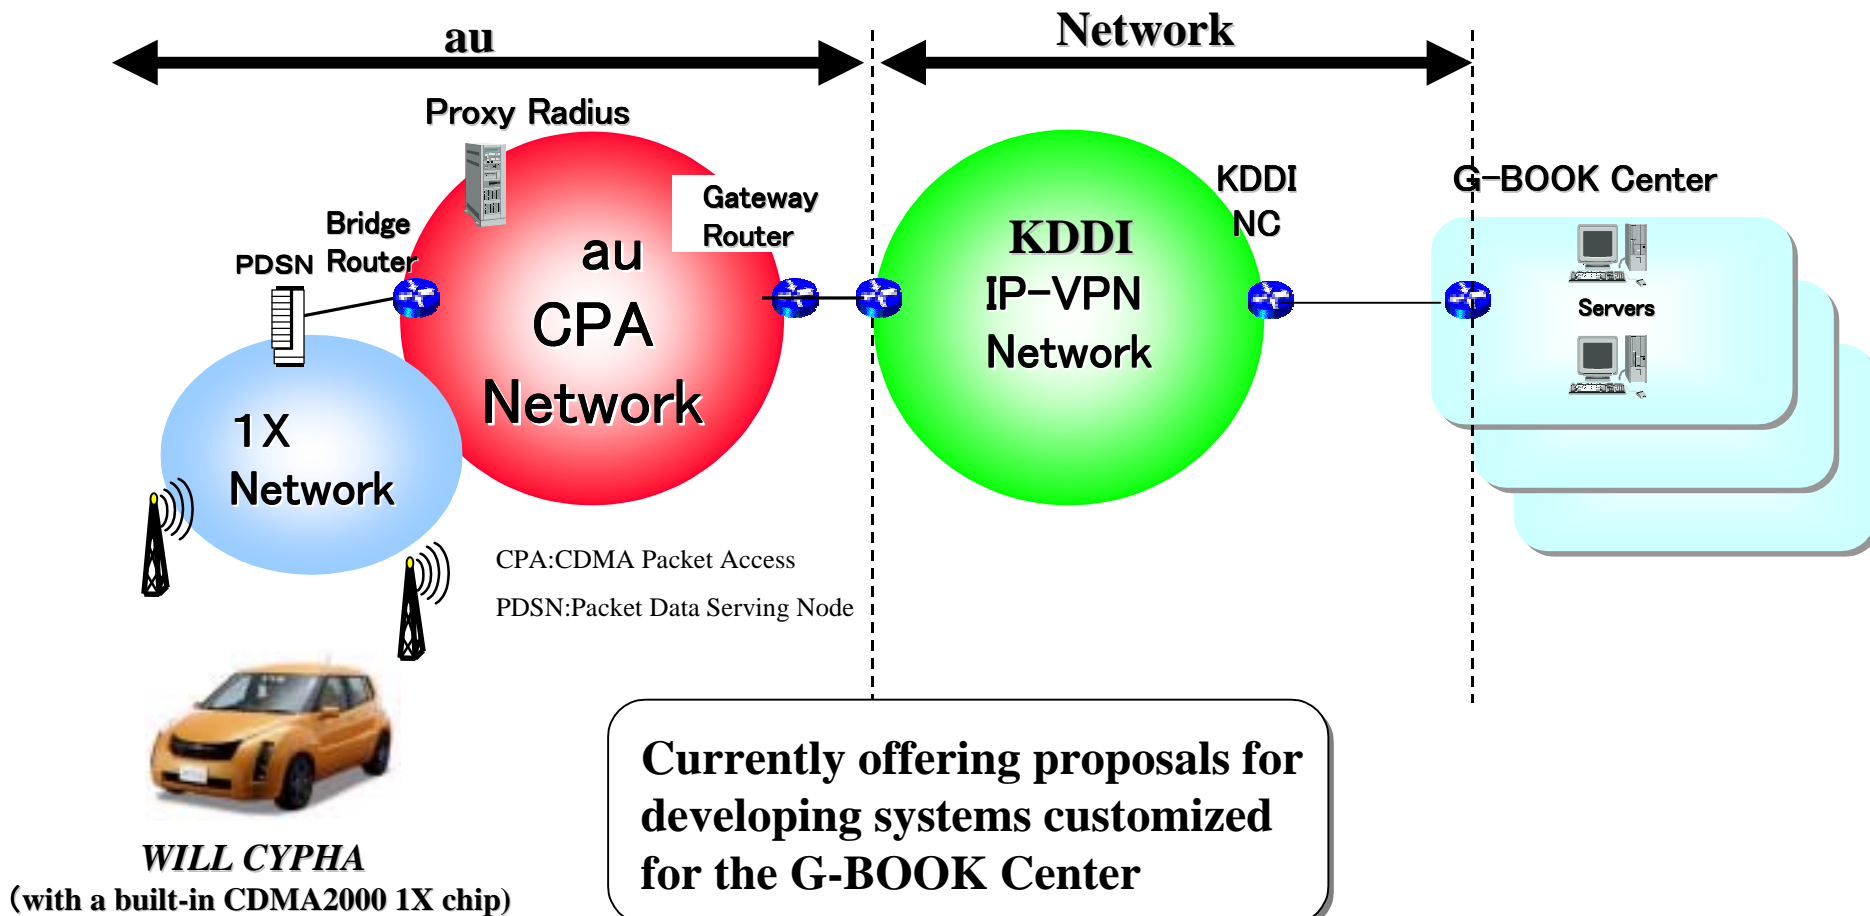 au
Network
Proxy Radius
Gateway
Router
Bridge
Router
PDSN
au
CPA
Network
1X
Network
KDDI
IP-VPN
Network
KDDI
NC
G-BOOK Center
Servers
CPA:CDMA Packet Access
PDSN:Packet Data Serving Node
WILL CYPHA
(with a built-in CDMA2000 1X chip)
Currently offering proposals for
developing systems customized
for the G-BOOK Center